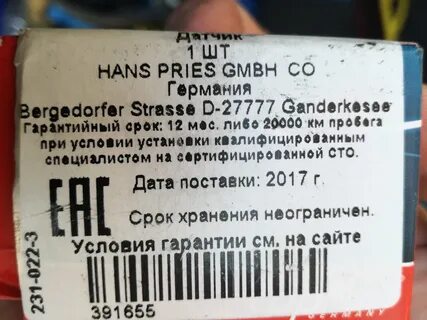 Датчик
1 ШТ
HANS PRIES GMBH CO
Германия
Bergedorfer Strasse D-27777 Ganderkesee
Гарантийный срок: 12 мес. либо 20000 км пробега
при условии установки квалифицированным
специалистом на сертифицированной СТО.
EAC
Дата поставки: 2017 г.
Срок хранения неограничен.
Условия гарантии см. на сайте
231-022-3
391655
GERMANY